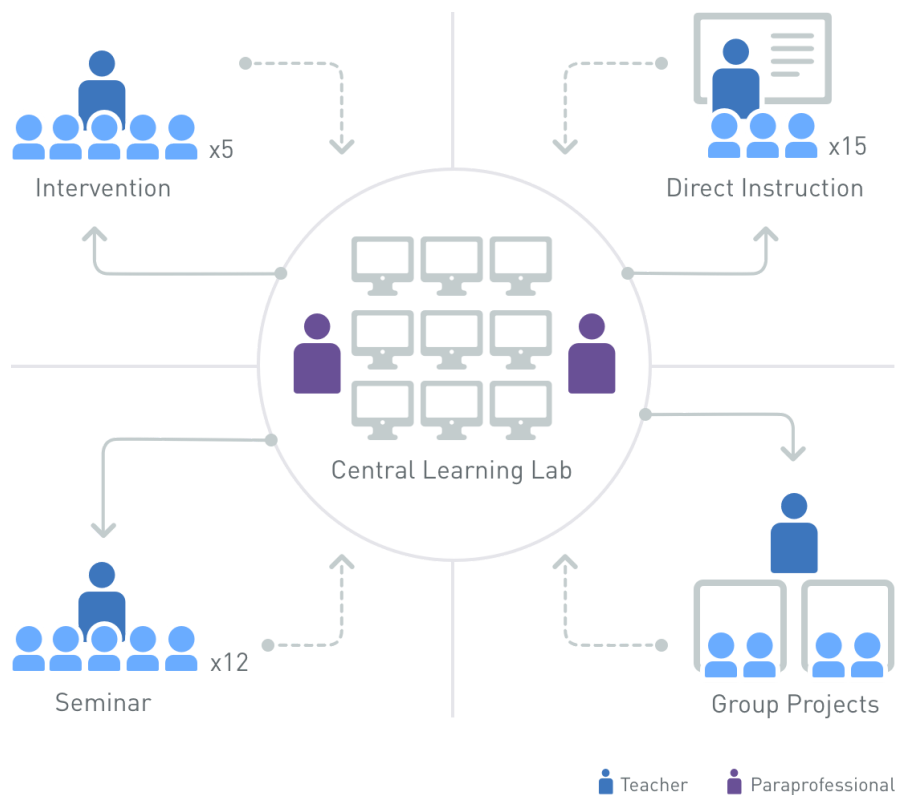 x5
Intervention
x15
Direct Instruction
Central Learning Lab
x12
Seminar
Group Projects
Teacher
Paraprofessional